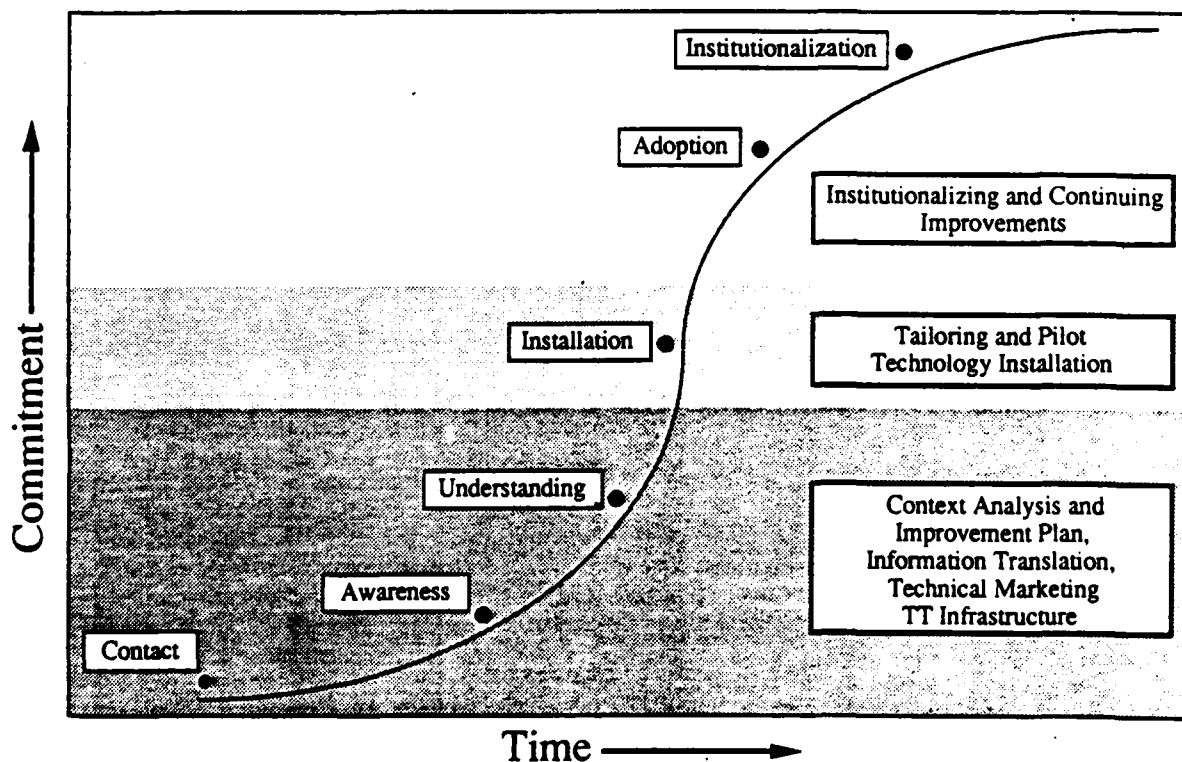 Institutionalization
Adoption
Institutionalizing and Continuing
Improvements
Installation
Tailoring and Pilot
Technology Installation
Understanding
Context Analysis and
Improvement Plan,
Information Translation,
Technical Marketing
TT Infrastructure
Awareness
Contact
Commitment
Time